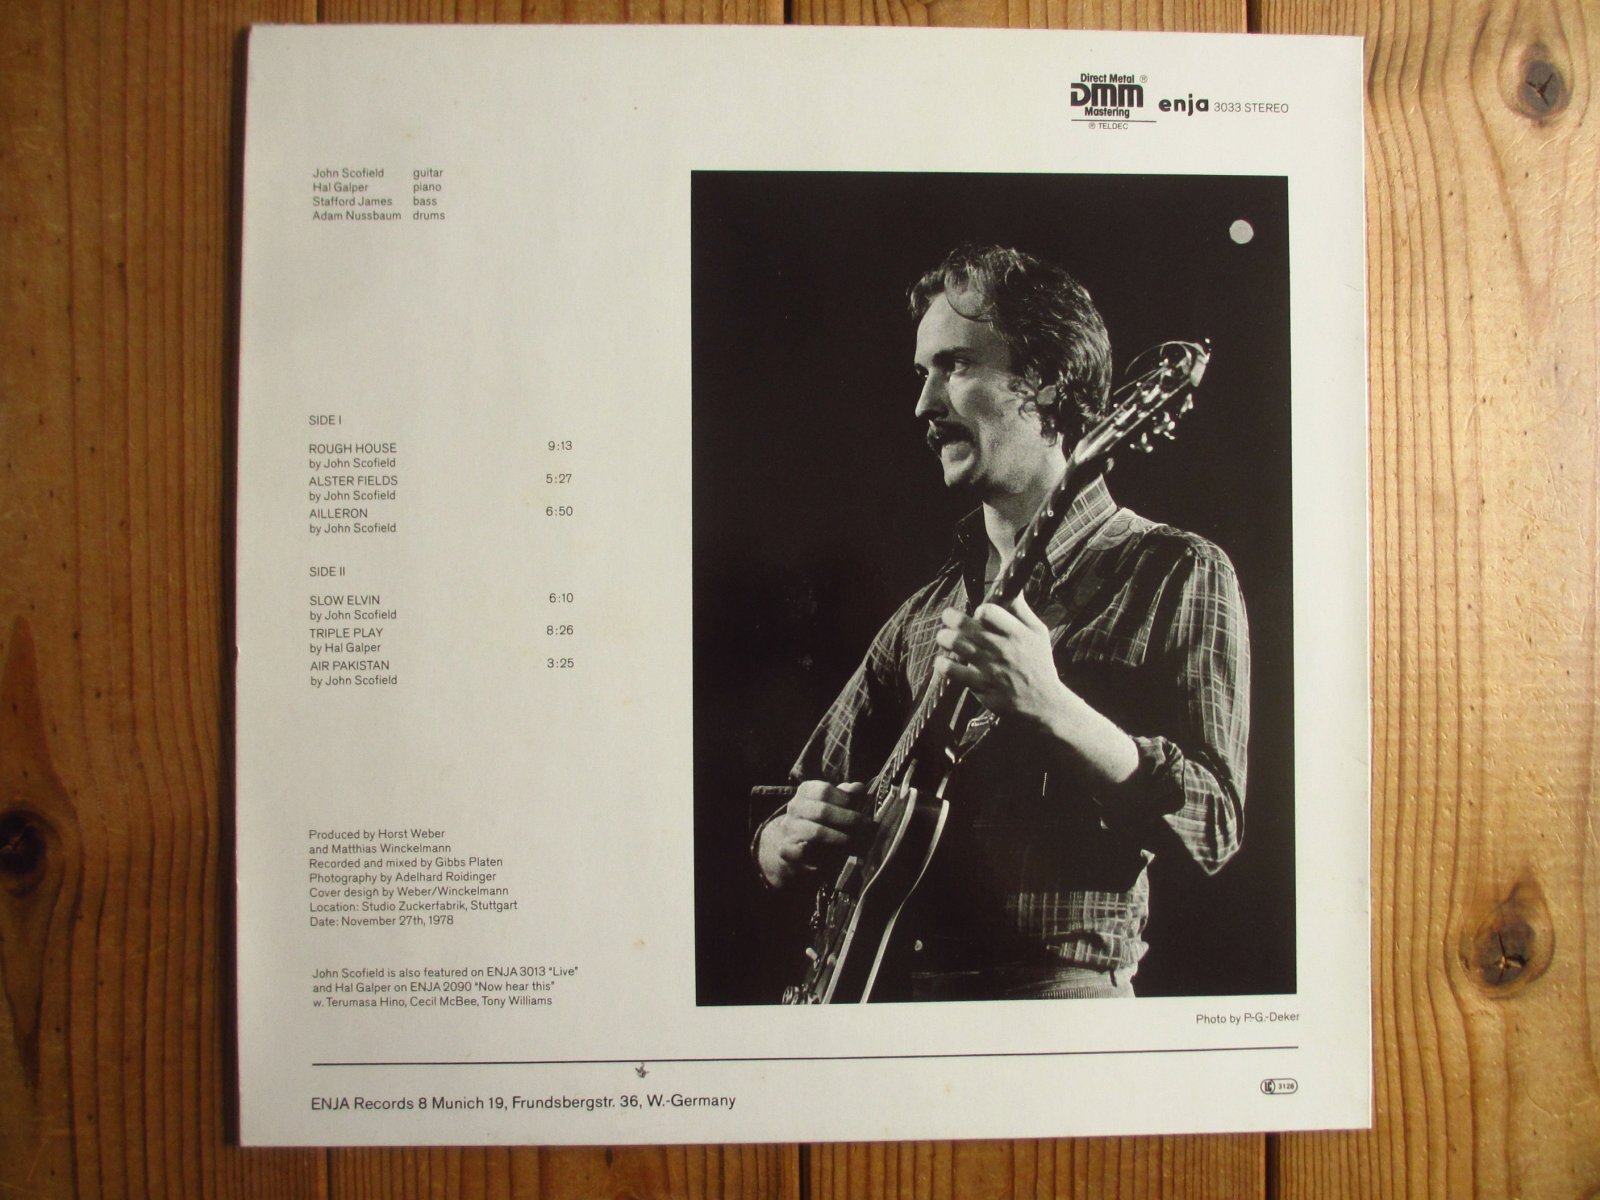 Direct Metal ®
DMM
Mastering
℗ TELDEC
enja 3033 STEREO
John Scofield guitar
Hal Galper piano
Stafford James bass
Adam Nussbaum drums
SIDE I
ROUGH HOUSE 9:13
by John Scofield
ALSTER FIELDS 5:27
by John Scofield
AILLERON 6:50
by John Scofield
SIDE II
SLOW ELVIN 6:10
by John Scofield
TRIPLE PLAY 8:26
by Hal Galper
AIR PAKISTAN 3:25
by John Scofield
Produced by Horst Weber
and Matthias Winckelmann
Recorded and mixed by Gibbs Platen
Photography by Adelhard Roidinger
Cover design by Weber/Winckelmann
Location: Studio Zuckerfabrik, Stuttgart
Date: November 27th, 1978
John Scofield is also featured on ENJA 3013 "Live"
and Hal Galper on ENJA 2090 "Now hear this"
w. Terumasa Hino, Cecil McBee, Tony Williams
Photo by P.-G.-Deker
LC 3126
ENJA Records 8 Munich 19, Frundsbergstr. 36, W.-Germany